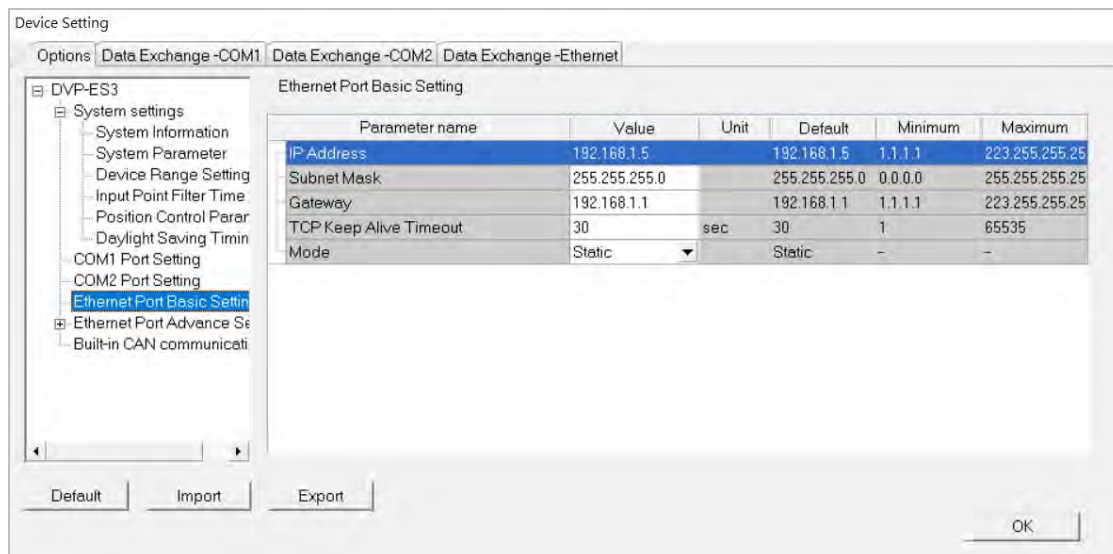 Device Setting
Options Data Exchange -COM1 Data Exchange -COM2 Data Exchange -Ethernet
DVP-ES3
System settings
System Information
System Parameter
Device Range Setting
Input Point Filter Time
Position Control Parar
Daylight Saving Timin
COM1 Port Setting
COM2 Port Setting
Ethernet Port Basic Settin
Ethernet Port Advance Se
Built-in CAN communicati
Ethernet Port Basic Setting
Parameter name Value Unit Default Minimum Maximum
IP Address 192.168.1.5 192.168.1.5 1.1.1.1 223.255.255.25
Subnet Mask 255.255.255.0 255.255.255.0 0.0.0.0 255.255.255.25
Gateway 192.168.1.1 192.168.1.1 1.1.1.1 223.255.255.25
TCP Keep Alive Timeout 30 sec 30 1 65535
Mode Static Static - -
Default Import Export
OK